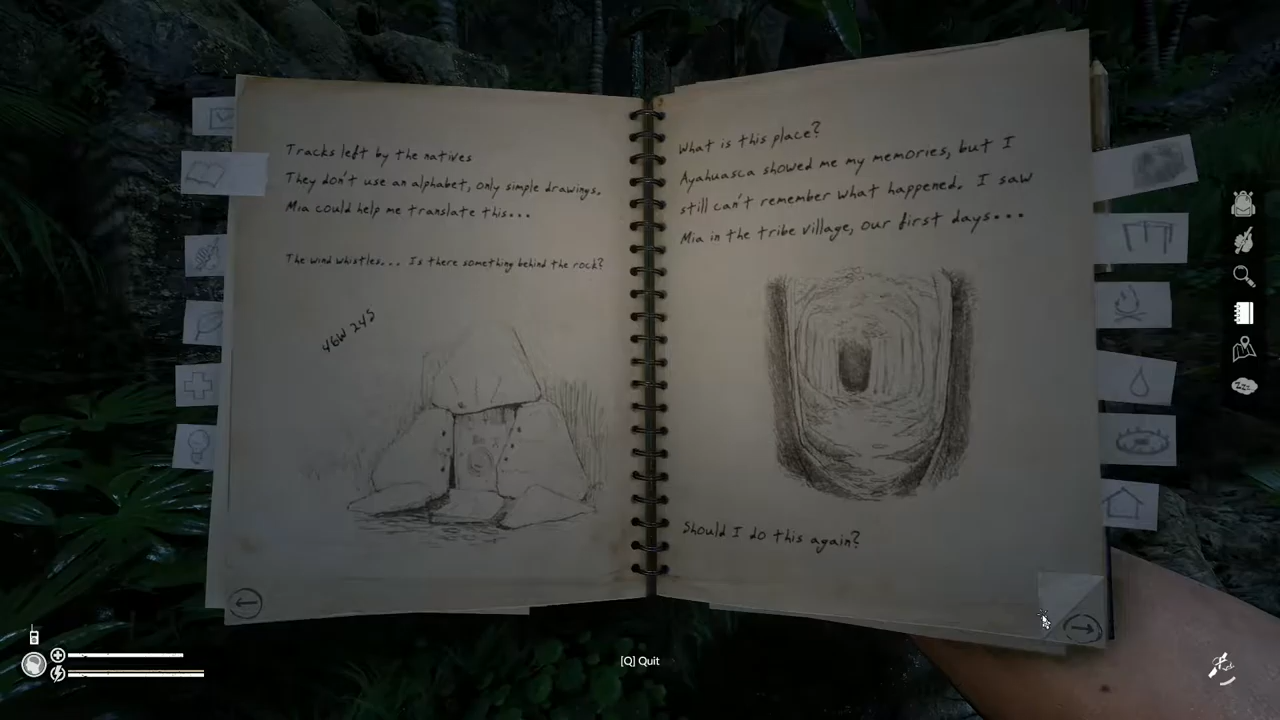 Tracks left by the natives
They don't use an alphabet, only simple drawings.
Mia could help me translate this...
The wind whistles... Is there something behind the rock?
46W 24S
What is this place?
Ayahuasca showed me my memories, but I
still can't remember what happened. I saw
Mia in the tribe village, our first days...
Should I do this again?
[Q] Quit
zzz